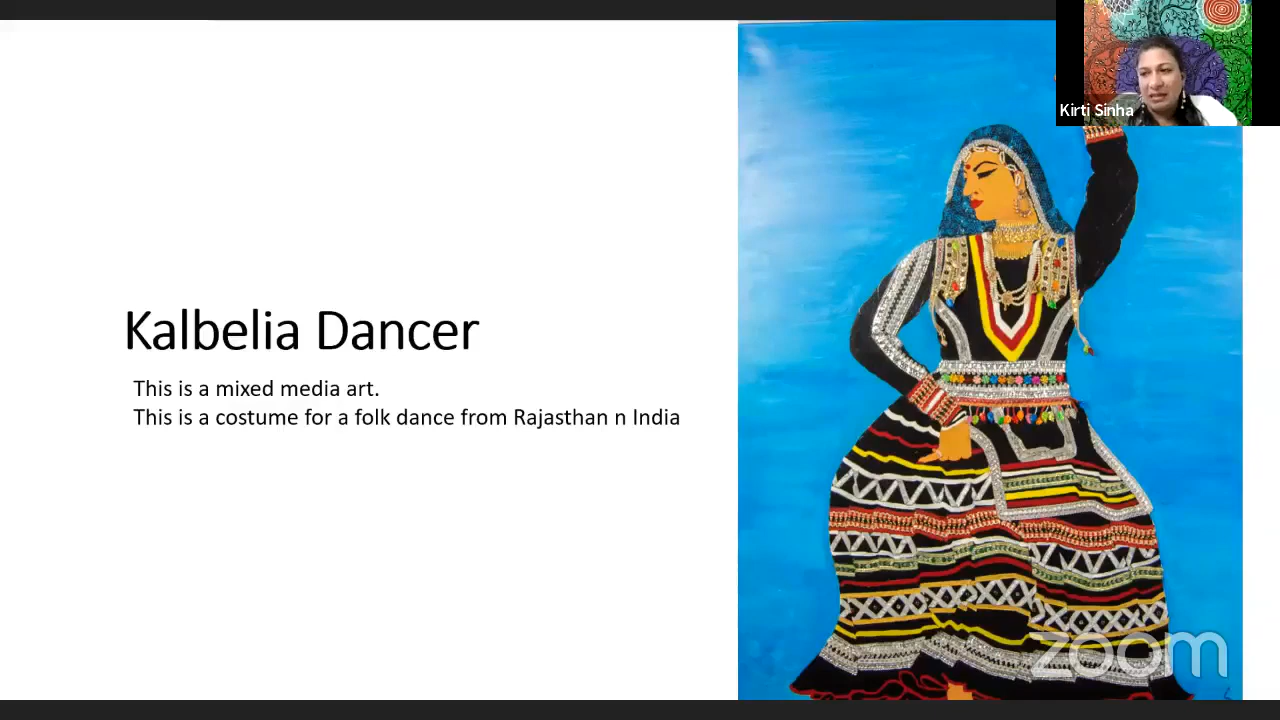 Kirti Sinha
Kalbelia Dancer
This is a mixed media art.
This is a costume for a folk dance from Rajasthan n India
zoom